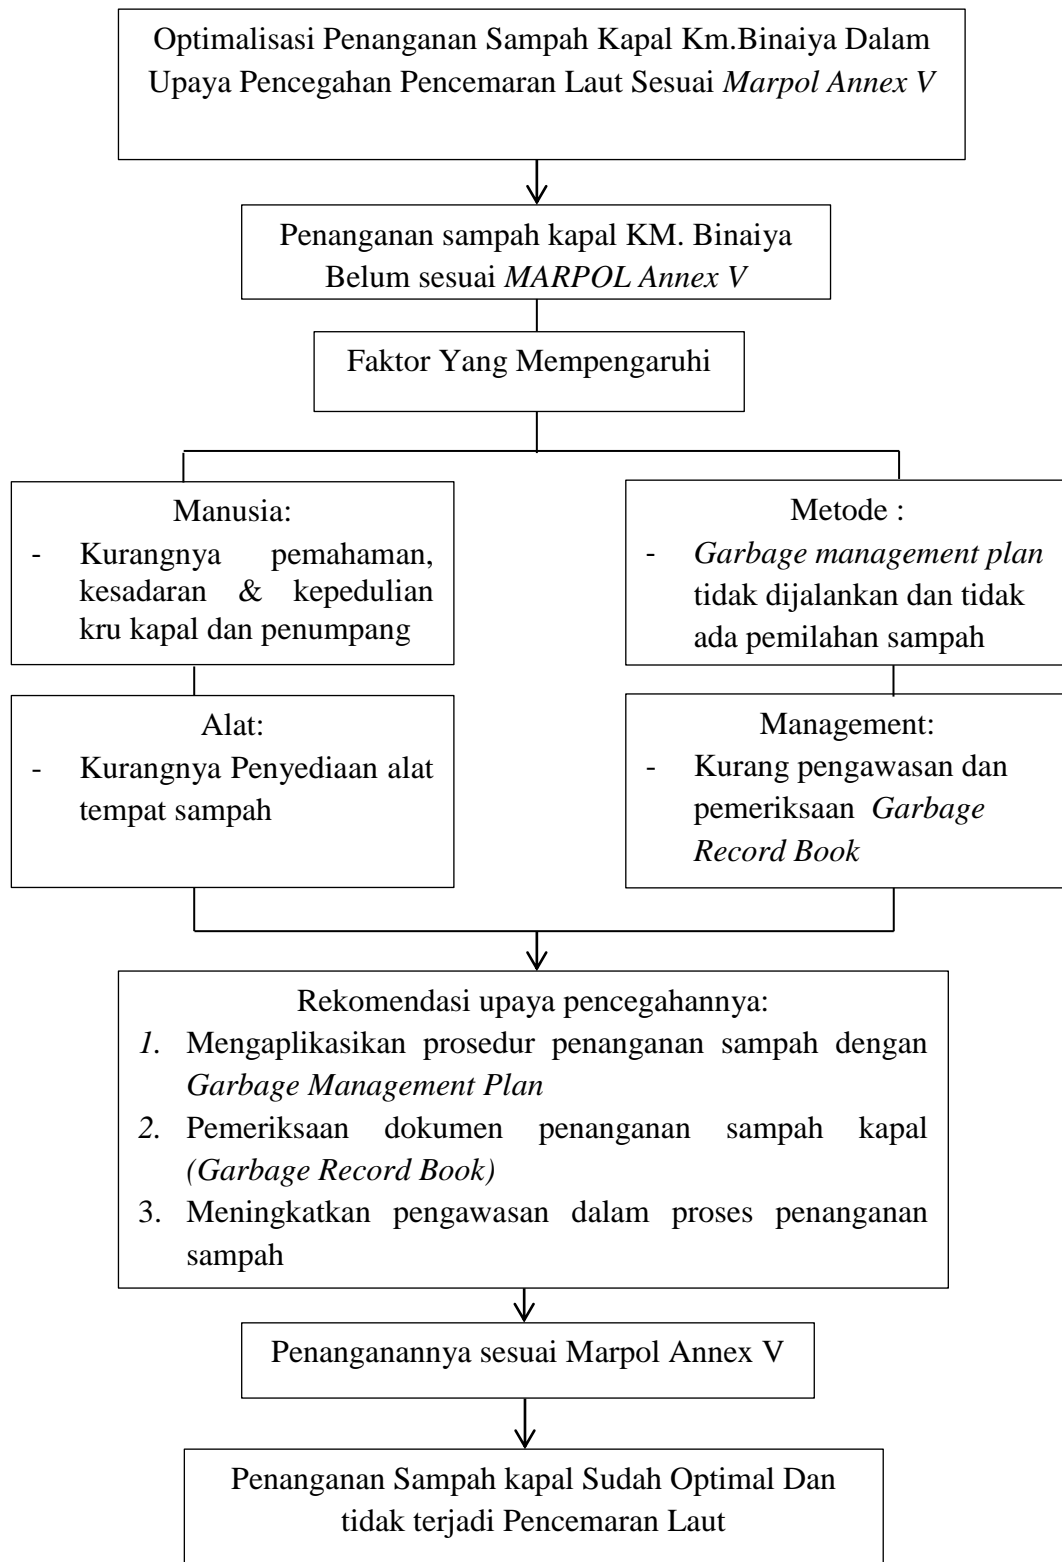 Optimalisasi Penanganan Sampah Kapal Km.Binaiya Dalam
Upaya Pencegahan Pencemaran Laut Sesuai Marpol Annex V
Penanganan sampah kapal KM. Binaiya
Belum sesuai MARPOL Annex V
Faktor Yang Mempengaruhi
Manusia:
- Kurangnya pemahaman,
kesadaran & kepedulian
kru kapal dan penumpang
Metode :
- Garbage management plan
tidak dijalankan dan tidak
ada pemilahan sampah
Alat:
- Kurangnya Penyediaan alat
tempat sampah
Management:
- Kurang pengawasan dan
pemeriksaan Garbage
Record Book
Rekomendasi upaya pencegahannya:
1. Mengaplikasikan prosedur penanganan sampah dengan
Garbage Management Plan
2. Pemeriksaan dokumen penanganan sampah kapal
(Garbage Record Book)
3. Meningkatkan pengawasan dalam proses penanganan
sampah
Penanganannya sesuai Marpol Annex V
Penanganan Sampah kapal Sudah Optimal Dan
tidak terjadi Pencemaran Laut